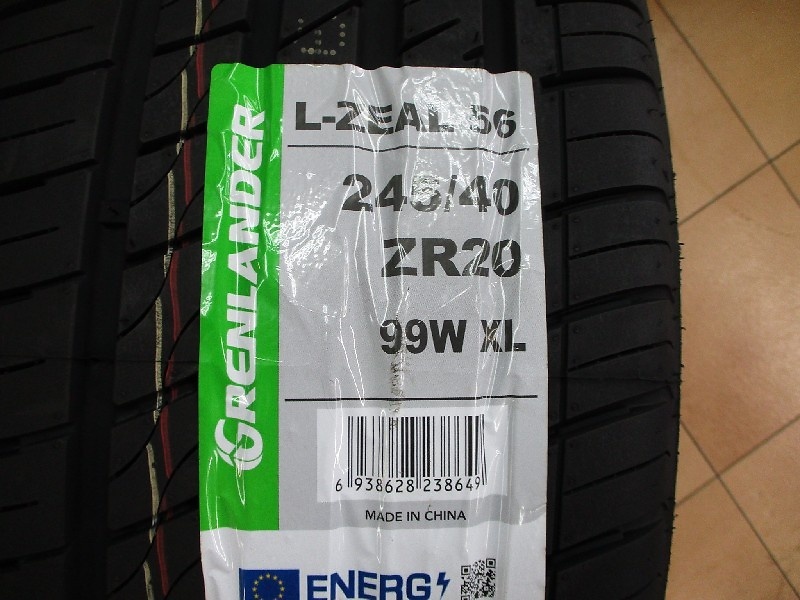 GRENLANDER
L-ZEAL 56
245/40
ZR20
99W XL
6 938628 238649
MADE IN CHINA
ENERG